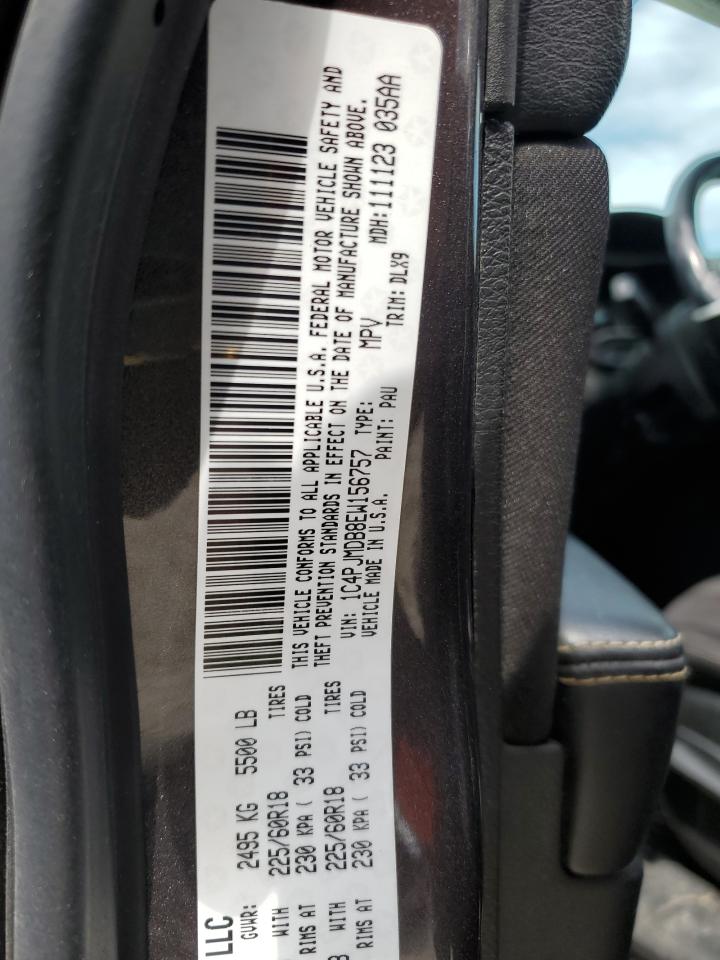 LLC
GVWR: 2495 KG 5500 LB
WITH 225/60R18 TIRES
RIMS AT 230 KPA ( 33 PSI) COLD
WITH 225/60R18 TIRES
RIMS AT 230 KPA ( 33 PSI) COLD
THIS VEHICLE CONFORMS TO ALL APPLICABLE U.S.A. FEDERAL MOTOR VEHICLE SAFETY AND
THEFT PREVENTION STANDARDS IN EFFECT ON THE DATE OF MANUFACTURE SHOWN ABOVE.
VIN: 1C4PJMDB8EW156757 TYPE: MPV MDH: 111123 035AA
VEHICLE MADE IN U.S.A. PAINT: PAU TRIM: DLX9